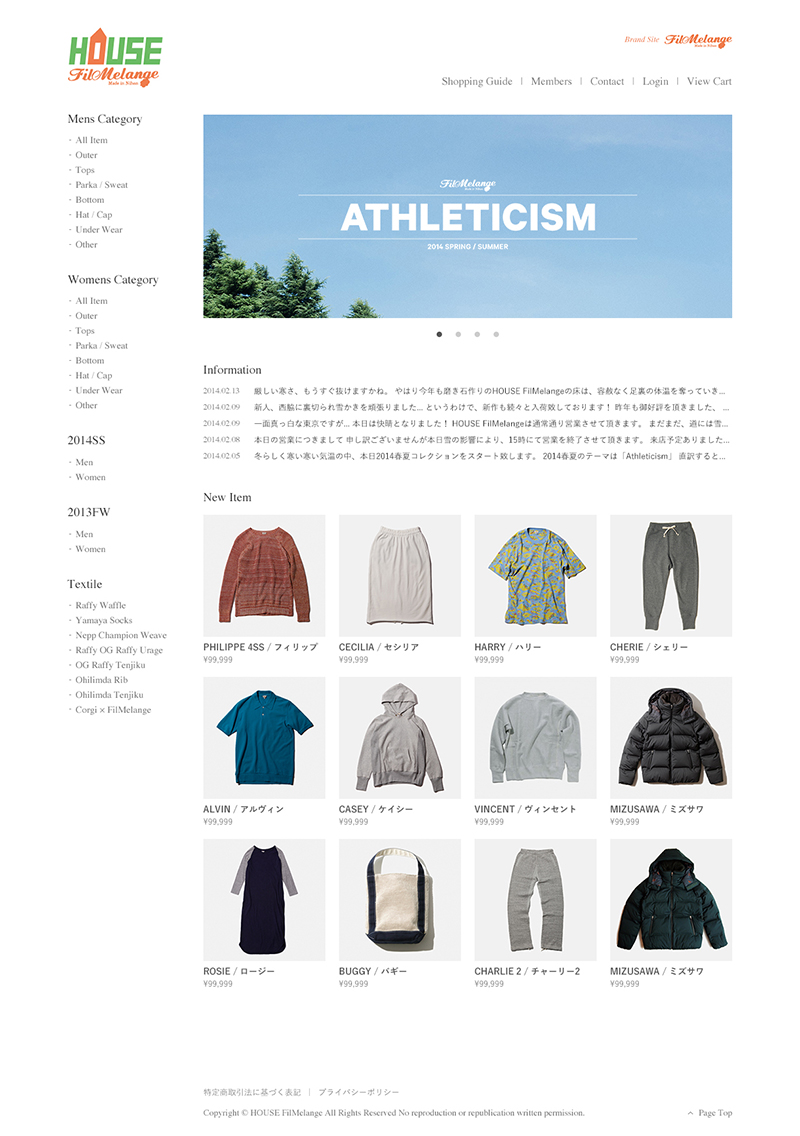 HOUSE
FilMelange
Made in Nihon
Brand Site FilMelange
Made in Nihon
Shopping Guide | Members | Contact | Login | View Cart
Mens Category
・ All Item
・ Outer
・ Tops
・ Parka / Sweat
・ Bottom
・ Hat / Cap
・ Under Wear
・ Other
Womens Category
・ All Item
・ Outer
・ Tops
・ Parka / Sweat
・ Bottom
・ Hat / Cap
・ Under Wear
・ Other
2014SS
・ Men
・ Women
2013FW
・ Men
・ Women
Textile
・ Raffy Waffle
・ Yamaya Socks
・ Nepp Champion Weave
・ Raffy OG Raffy Urage
・ OG Raffy Tenjiku
・ Ohilimda Rib
・ Ohilimda Tenjiku
・ Corgi × FilMelange
FilMelange
Made in Nihon
ATHLETICISM
2014 SPRING / SUMMER
Information
2014.02.13 厳しい寒さ、もうすぐ抜けますかね。 やはり今年も磨き石作りのHOUSE FilMelangeの床は、容赦なく足裏の体温を奪っていき...
2014.02.09 新人、西脇に裏切られ雪かきを頑張りました... というわけで、新作も続々と入荷致しております！ 昨年も御好評を頂きました、 ...
2014.02.09 一面真っ白な東京ですが... 本日は快晴となりました！ HOUSE FilMelangeは通常通り営業させて頂きます。 まだまだ、道には雪...
2014.02.08 本日の営業につきまして 申し訳ございませんが本日雪の影響により、15時にて営業を終了させて頂きます。 来店予定ありました...
2014.02.05 冬らしく寒い寒い気温の中、本日2014春夏コレクションをスタート致します。 2014春夏のテーマは「Athleticism」 直訳すると...
New Item
PHILIPPE 4SS / フィリップ
¥99,999
CECILIA / セシリア
¥99,999
HARRY / ハリー
¥99,999
CHERIE / シェリー
¥99,999
ALVIN / アルヴィン
¥99,999
CASEY / ケイシー
¥99,999
VINCENT / ヴィンセント
¥99,999
MIZUSAWA / ミズサワ
¥99,999
ROSIE / ロージー
¥99,999
BUGGY / バギー
¥99,999
CHARLIE 2 / チャーリー2
¥99,999
MIZUSAWA / ミズサワ
¥99,999
特定商取引法に基づく表記 | プライバシーポリシー
Copyright © HOUSE FilMelange All Rights Reserved No reproduction or republication written permission.
Page Top